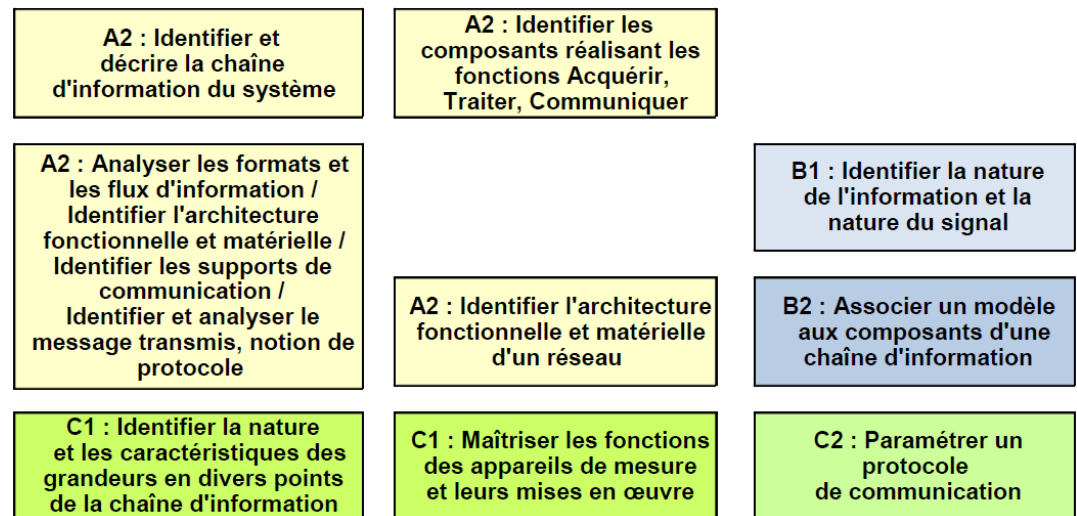 A2 : Identifier et
décrire la chaîne
d'information du système
A2 : Identifier les
composants réalisant les
fonctions Acquérir,
Traiter, Communiquer
A2 : Analyser les formats et
les flux d'information /
Identifier l'architecture
fonctionnelle et matérielle /
Identifier les supports de
communication /
Identifier et analyser le
message transmis, notion de
protocole
B1 : Identifier la nature
de l'information et la
nature du signal
A2 : Identifier l'architecture
fonctionnelle et matérielle
d'un réseau
B2 : Associer un modèle
aux composants d'une
chaîne d'information
C1 : Identifier la nature
et les caractéristiques des
grandeurs en divers points
de la chaîne d'information
C1 : Maîtriser les fonctions
des appareils de mesure
et leurs mises en œuvre
C2 : Paramétrer un
protocole
de communication